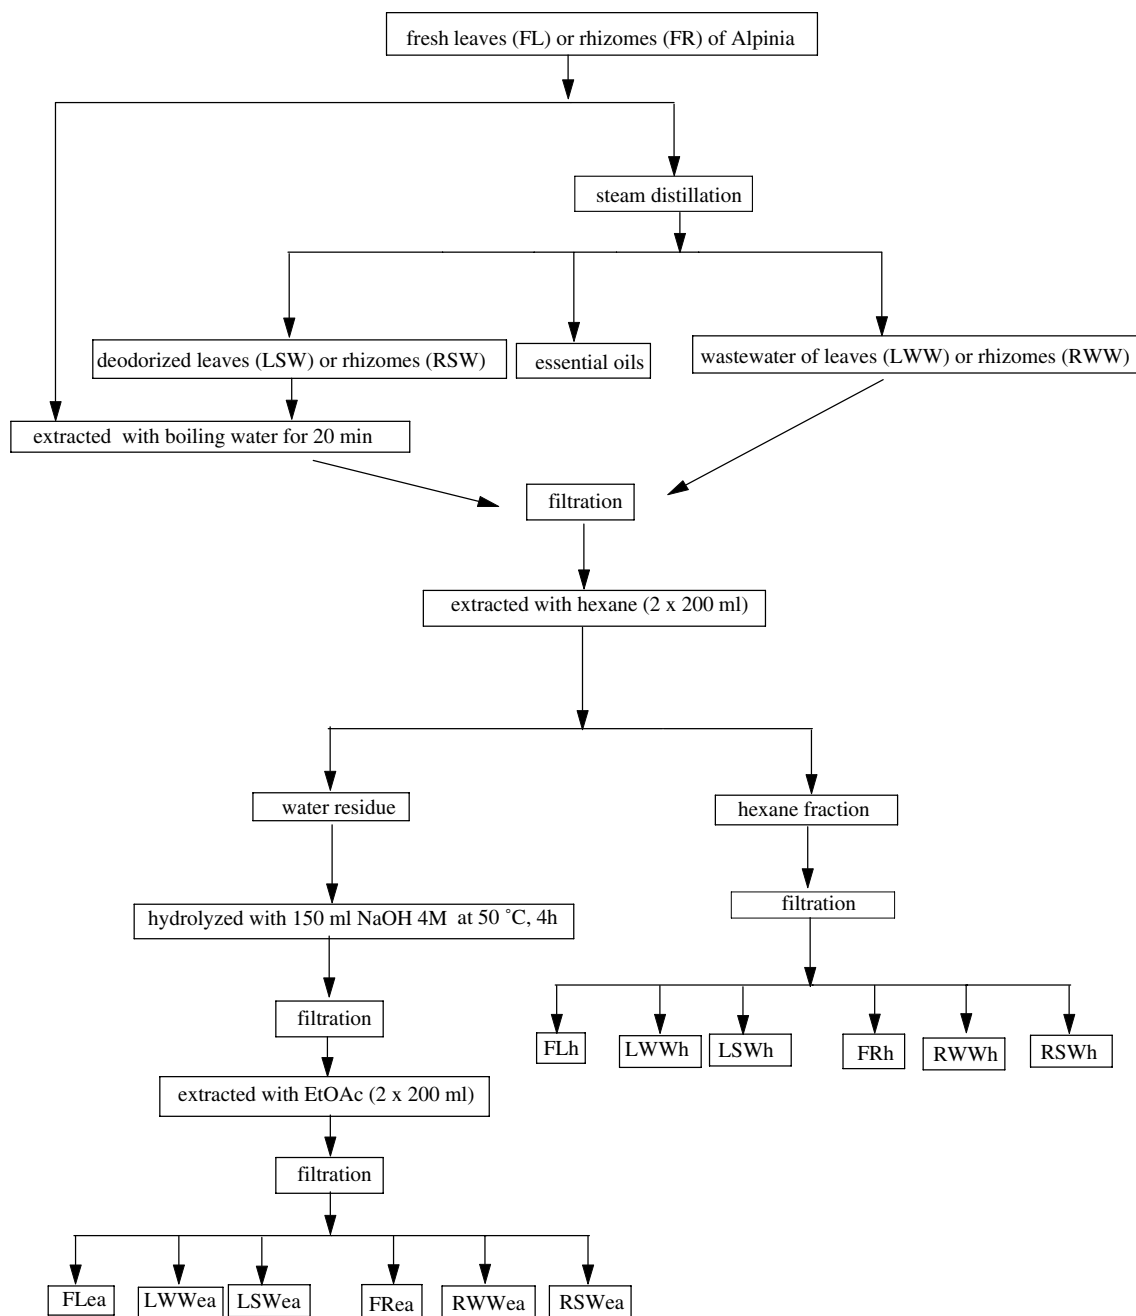 fresh leaves (FL) or rhizomes (FR) of Alpinia
steam distillation
deodorized leaves (LSW) or rhizomes (RSW)
essential oils
wastewater of leaves (LWW) or rhizomes (RWW)
extracted with boiling water for 20 min
filtration
extracted with hexane (2 x 200 ml)
water residue
hexane fraction
hydrolyzed with 150 ml NaOH 4M at 50 ˚C, 4h
filtration
filtration
FLh
LWWh
LSWh
FRh
RWWh
RSWh
extracted with EtOAc (2 x 200 ml)
filtration
FLea
LWWea
LSWea
FRea
RWWea
RSWea